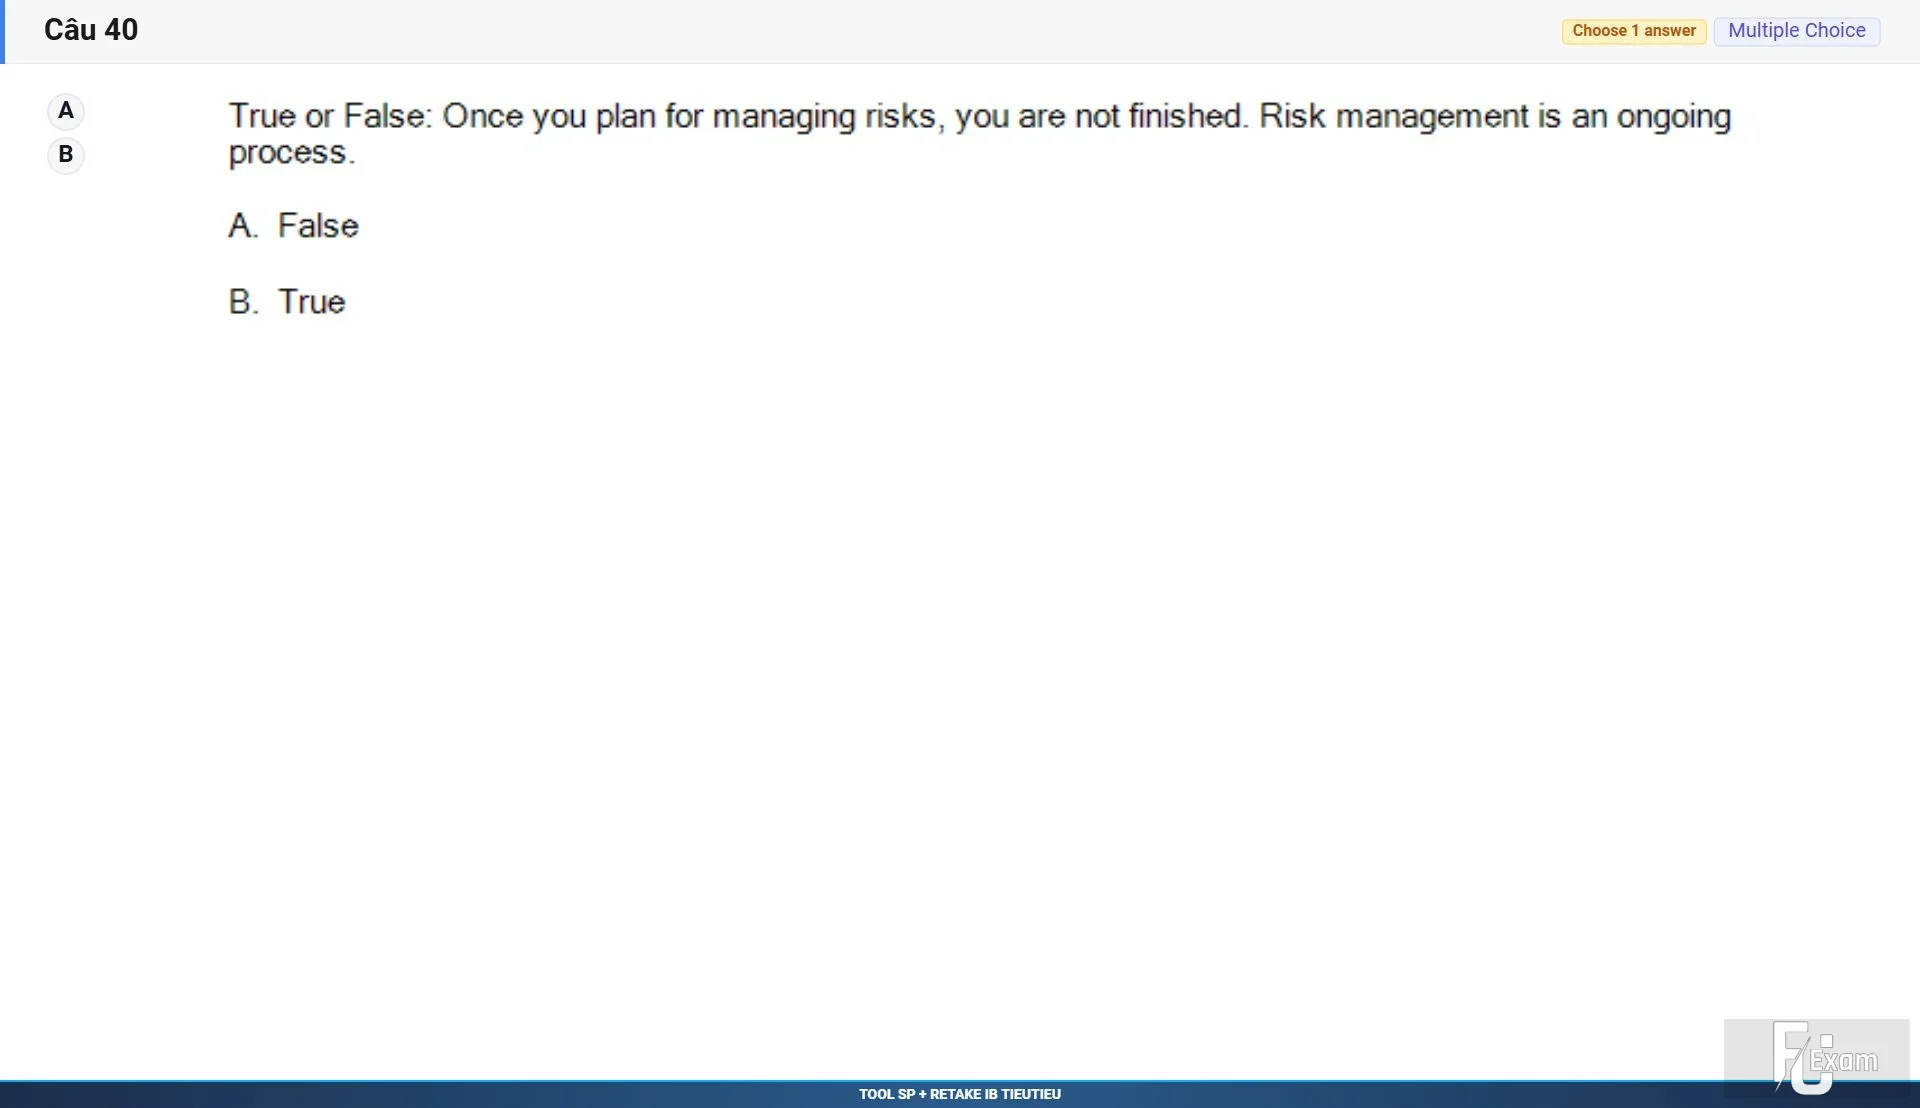 Câu 40
Choose 1 answer
Multiple Choice
A
B
True or False: Once you plan for managing risks, you are not finished. Risk management is an ongoing
process.
A. False
B. True
FU Exam
TOOL SP + RETAKE IB TIEUTIEU